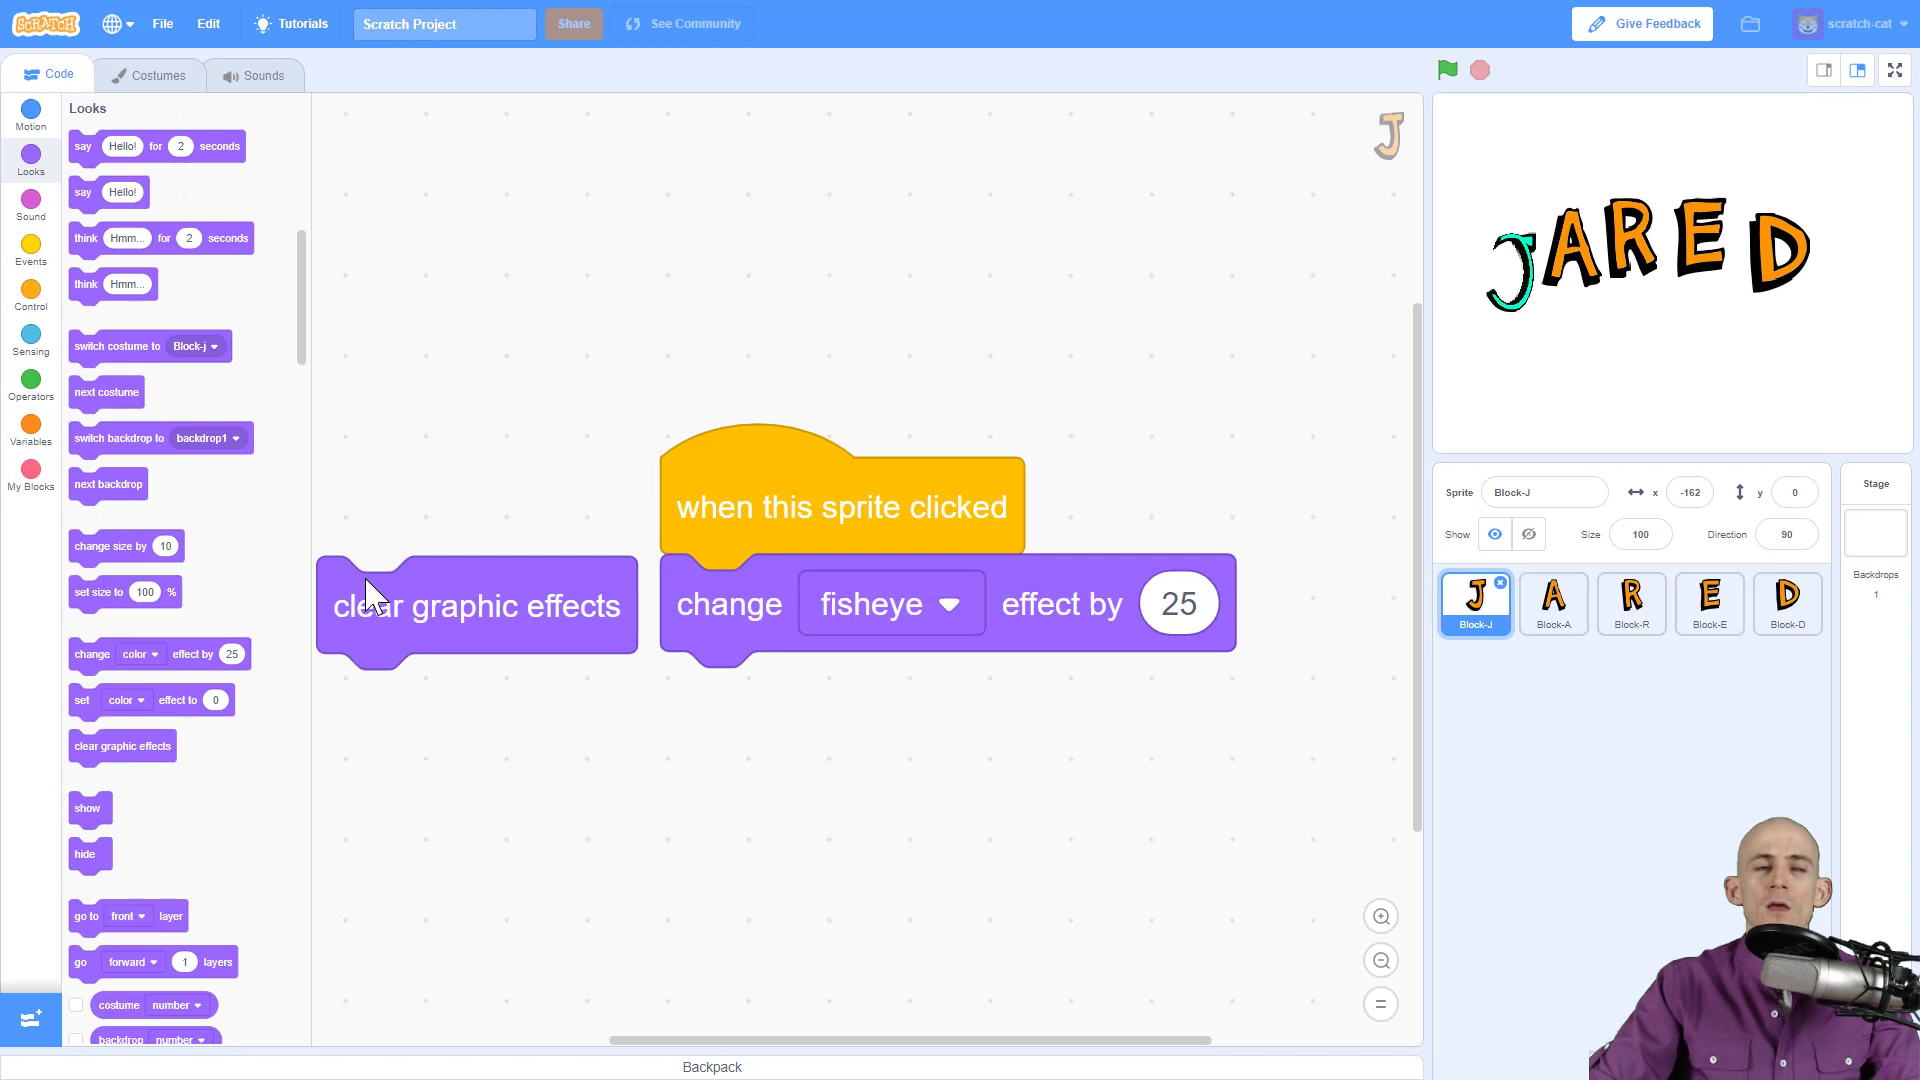 SCRATCH
File
Edit
Tutorials
Scratch Project
Share
See Community
Give Feedback
scratch-cat
Code
Costumes
Sounds
Motion
Looks
Sound
Events
Control
Sensing
Operators
Variables
My Blocks
Looks
say Hello! for 2 seconds
say Hello!
think Hmm... for 2 seconds
think Hmm...
switch costume to Block-j
next costume
switch backdrop to backdrop1
next backdrop
change size by 10
set size to 100 %
change color effect by 25
set color effect to 0
clear graphic effects
show
hide
go to front layer
go forward 1 layers
costume number
backdrop number
J
when this sprite clicked
change fisheye effect by 25
clear graphic effects
JARED
Sprite Block-J x -162 y 0
Show Size 100 Direction 90
J A R E D
Block-J Block-A Block-R Block-E Block-D
Stage
Backdrops
1
Backpack